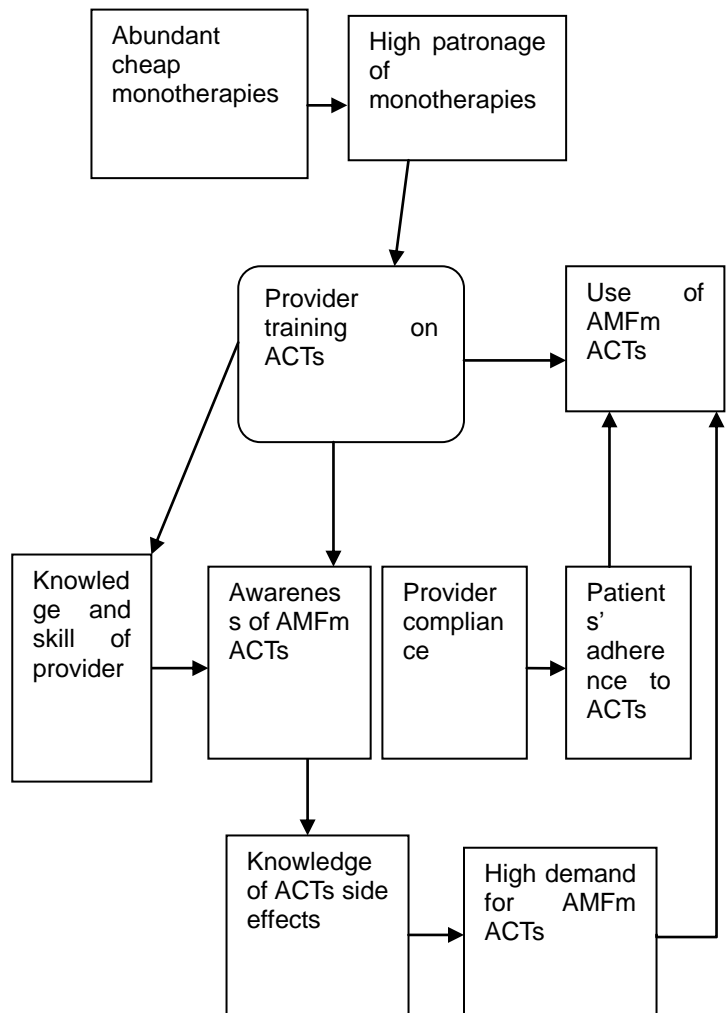 Abundant
cheap
monotherapies
High patronage
of
monotherapies
Provider
training on
ACTs
Use of
AMFm
ACTs
Knowled
ge and
skill of
provider
Awarenes
s of AMFm
ACTs
Provider
complian
ce
Patient
s’
adhere
nce to
ACTs
Knowledge
of ACTs side
effects
High demand
for AMFm
ACTs